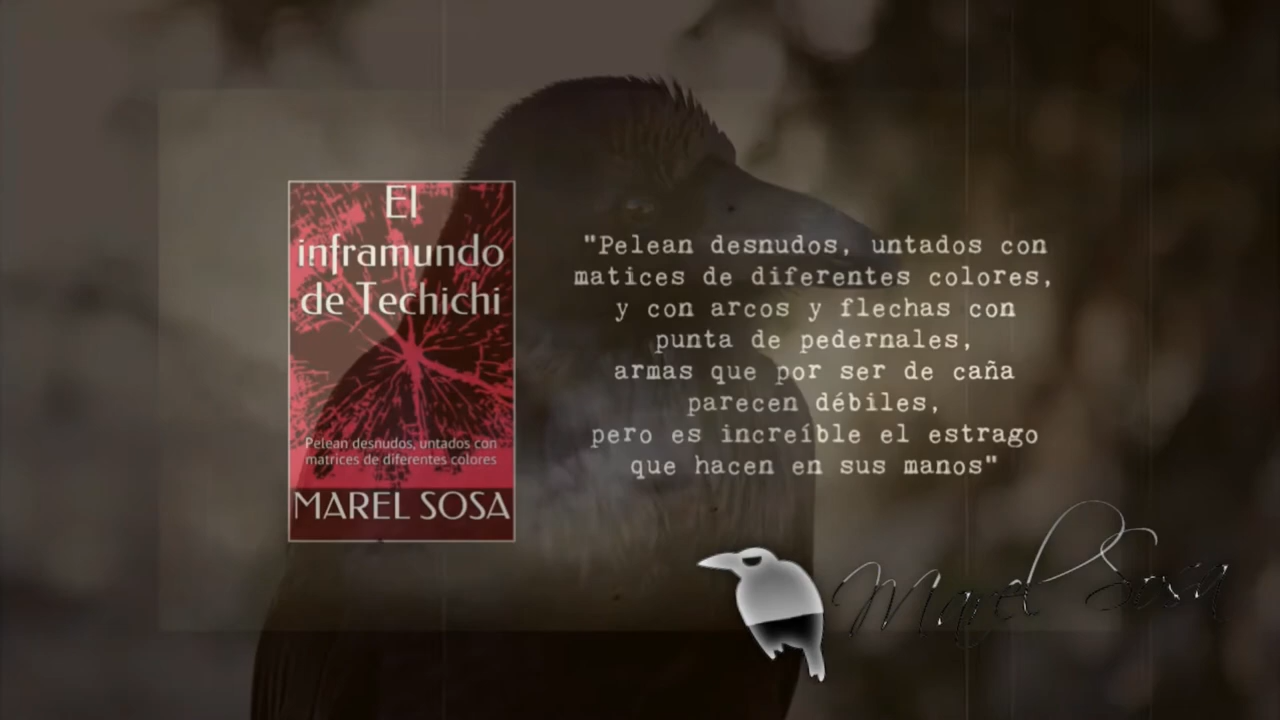 El
inframundo
de Techichi
Pelean desnudos, untados con
matrices de diferentes colores
MAREL SOSA
"Pelean desnudos, untados con
matices de diferentes colores,
y con arcos y flechas con
punta de pedernales,
armas que por ser de caña
parecen débiles,
pero es increíble el estrago
que hacen en sus manos"
Marel Sosa